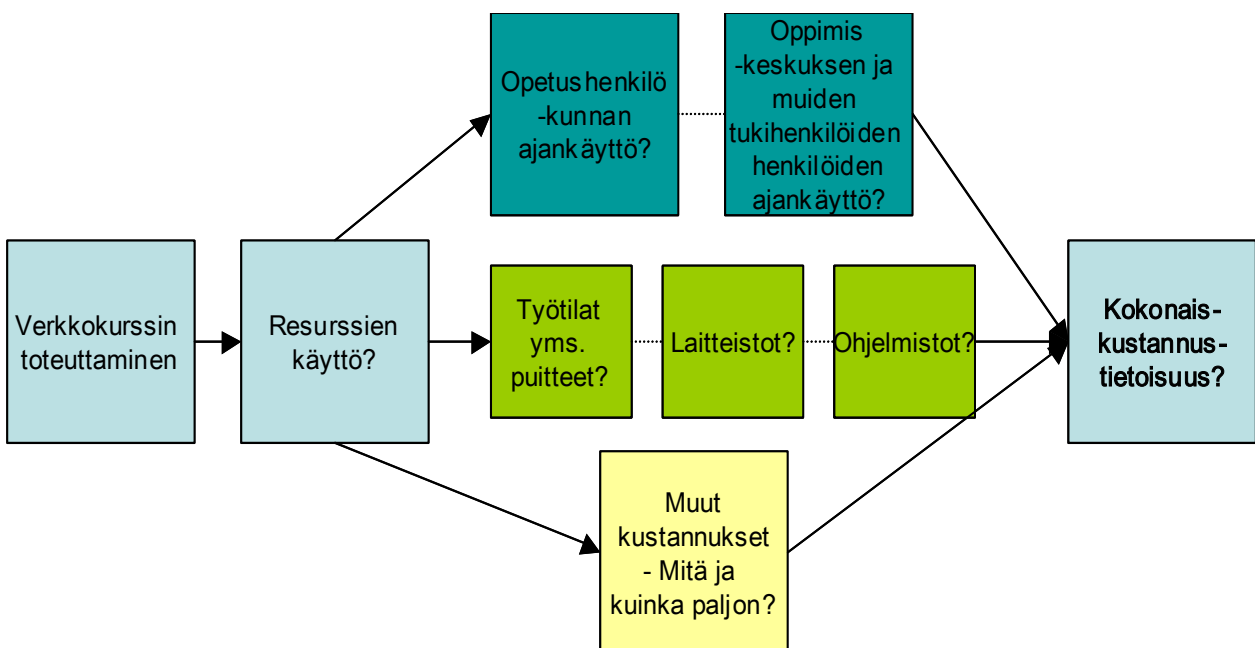 Verkkokurssin
toteuttaminen
Resurssien
käyttö?
Opetushenkilö
-kunnan
ajankäyttö?
Oppimis
-keskuksen ja
muiden
tukihenkilöiden
henkilöiden
ajankäyttö?
Työtilat
yms.
puitteet?
Laitteistot?
Ohjelmistot?
Muut
kustannukset
- Mitä ja
kuinka paljon?
Kokonais-
kustannus-
tietoisuus?